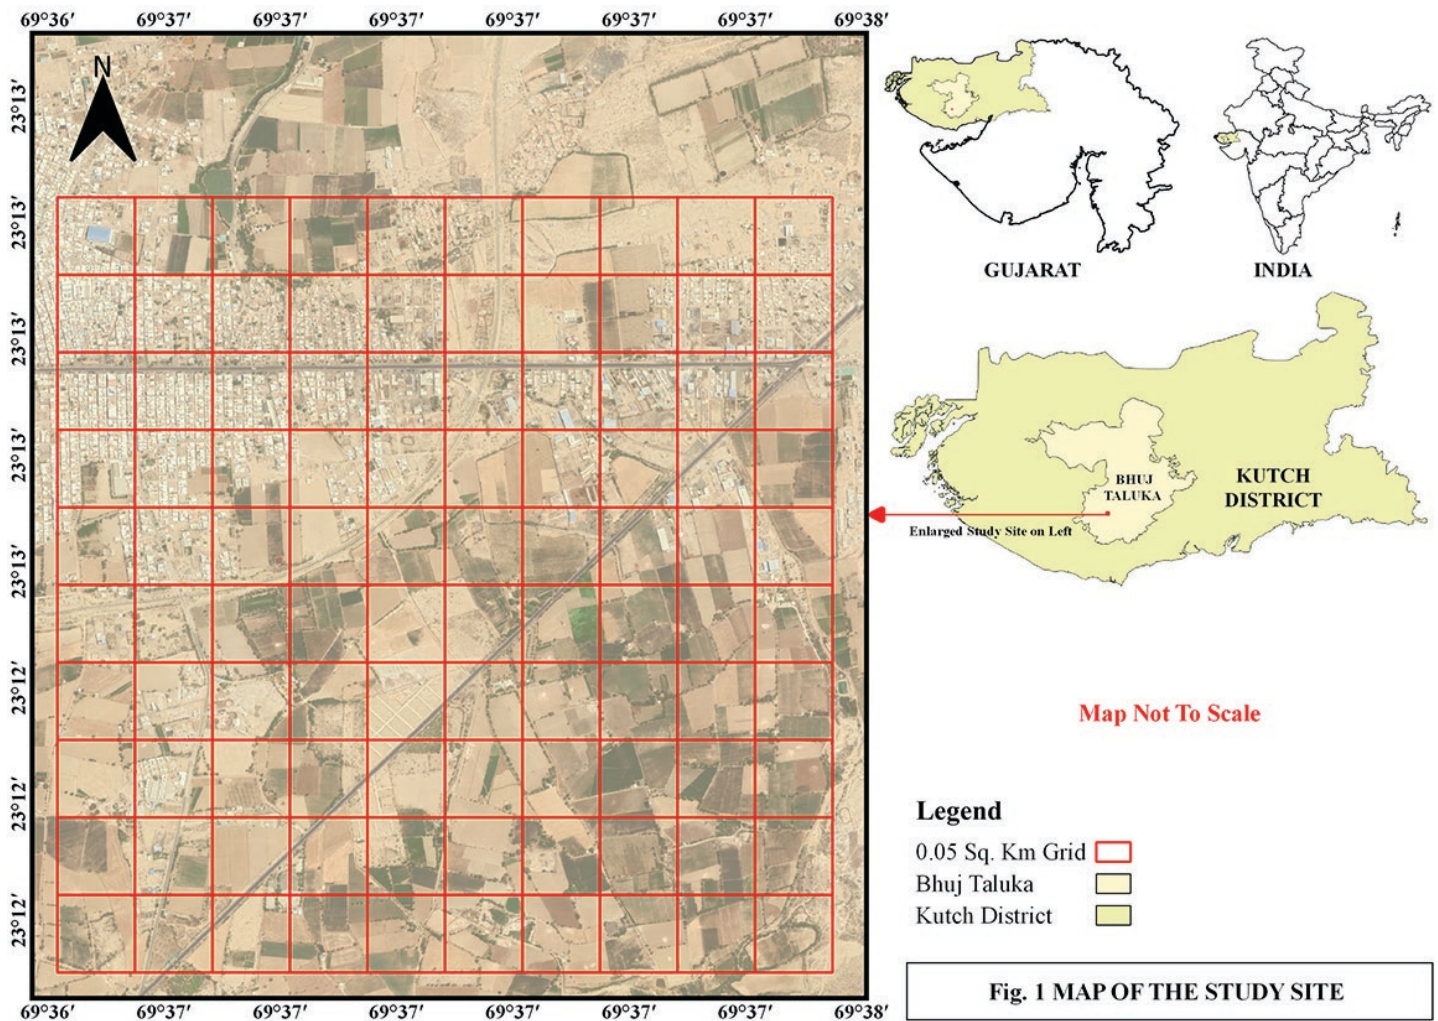 69°36′ 69°37′ 69°37′ 69°37′ 69°37′ 69°37′ 69°37′ 69°38′
N
23°13′
23°13′
23°13′
23°13′
23°13′
23°12′
23°12′
23°12′
69°36′ 69°37′ 69°37′ 69°37′ 69°37′ 69°37′ 69°37′ 69°38′
GUJARAT
INDIA
BHUJ
TALUKA
KUTCH
DISTRICT
Enlarged Study Site on Left
Map Not To Scale
Legend
0.05 Sq. Km Grid
Bhuj Taluka
Kutch District
Fig. 1 MAP OF THE STUDY SITE